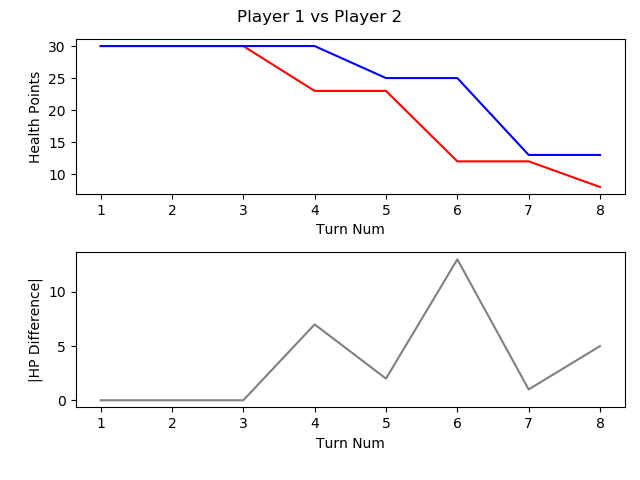 Player 1 vs Player 2
Health Points
30
25
20
15
10
1 2 3 4 5 6 7 8
Turn Num
|HP Difference|
10
5
0
1 2 3 4 5 6 7 8
Turn Num